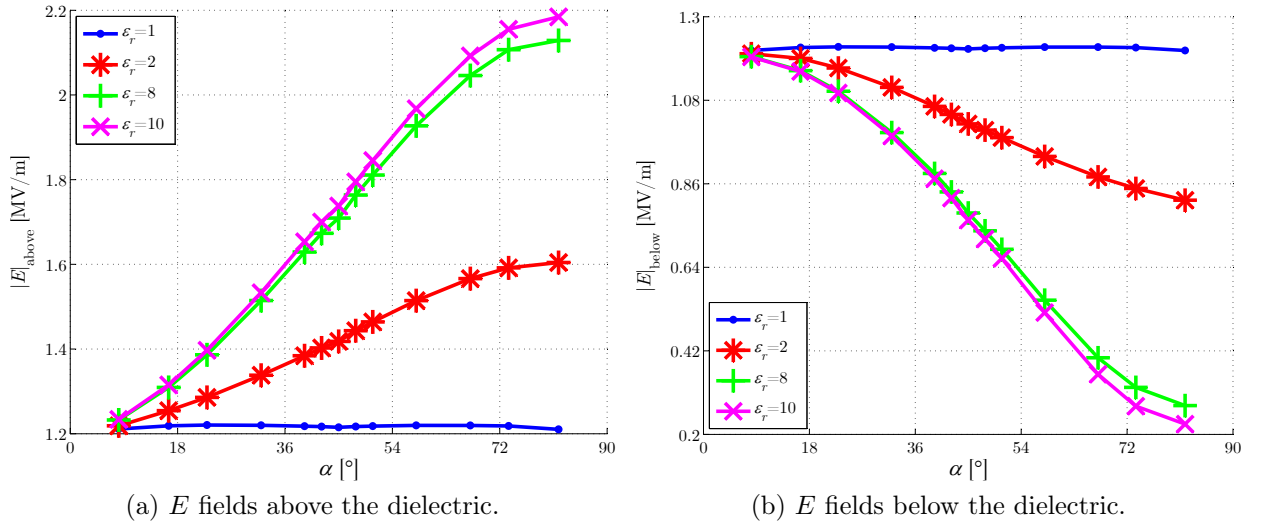 2.2
2
1.8
1.6
1.4
1.2
|E|above [MV/m]
εr=1
εr=2
εr=8
εr=10
0 18 36 54 72 90
α [°]
(a) E fields above the dielectric.
1.3
1.08
0.86
0.64
0.42
0.2
|E|below [MV/m]
εr=1
εr=2
εr=8
εr=10
0 18 36 54 72 90
α [°]
(b) E fields below the dielectric.